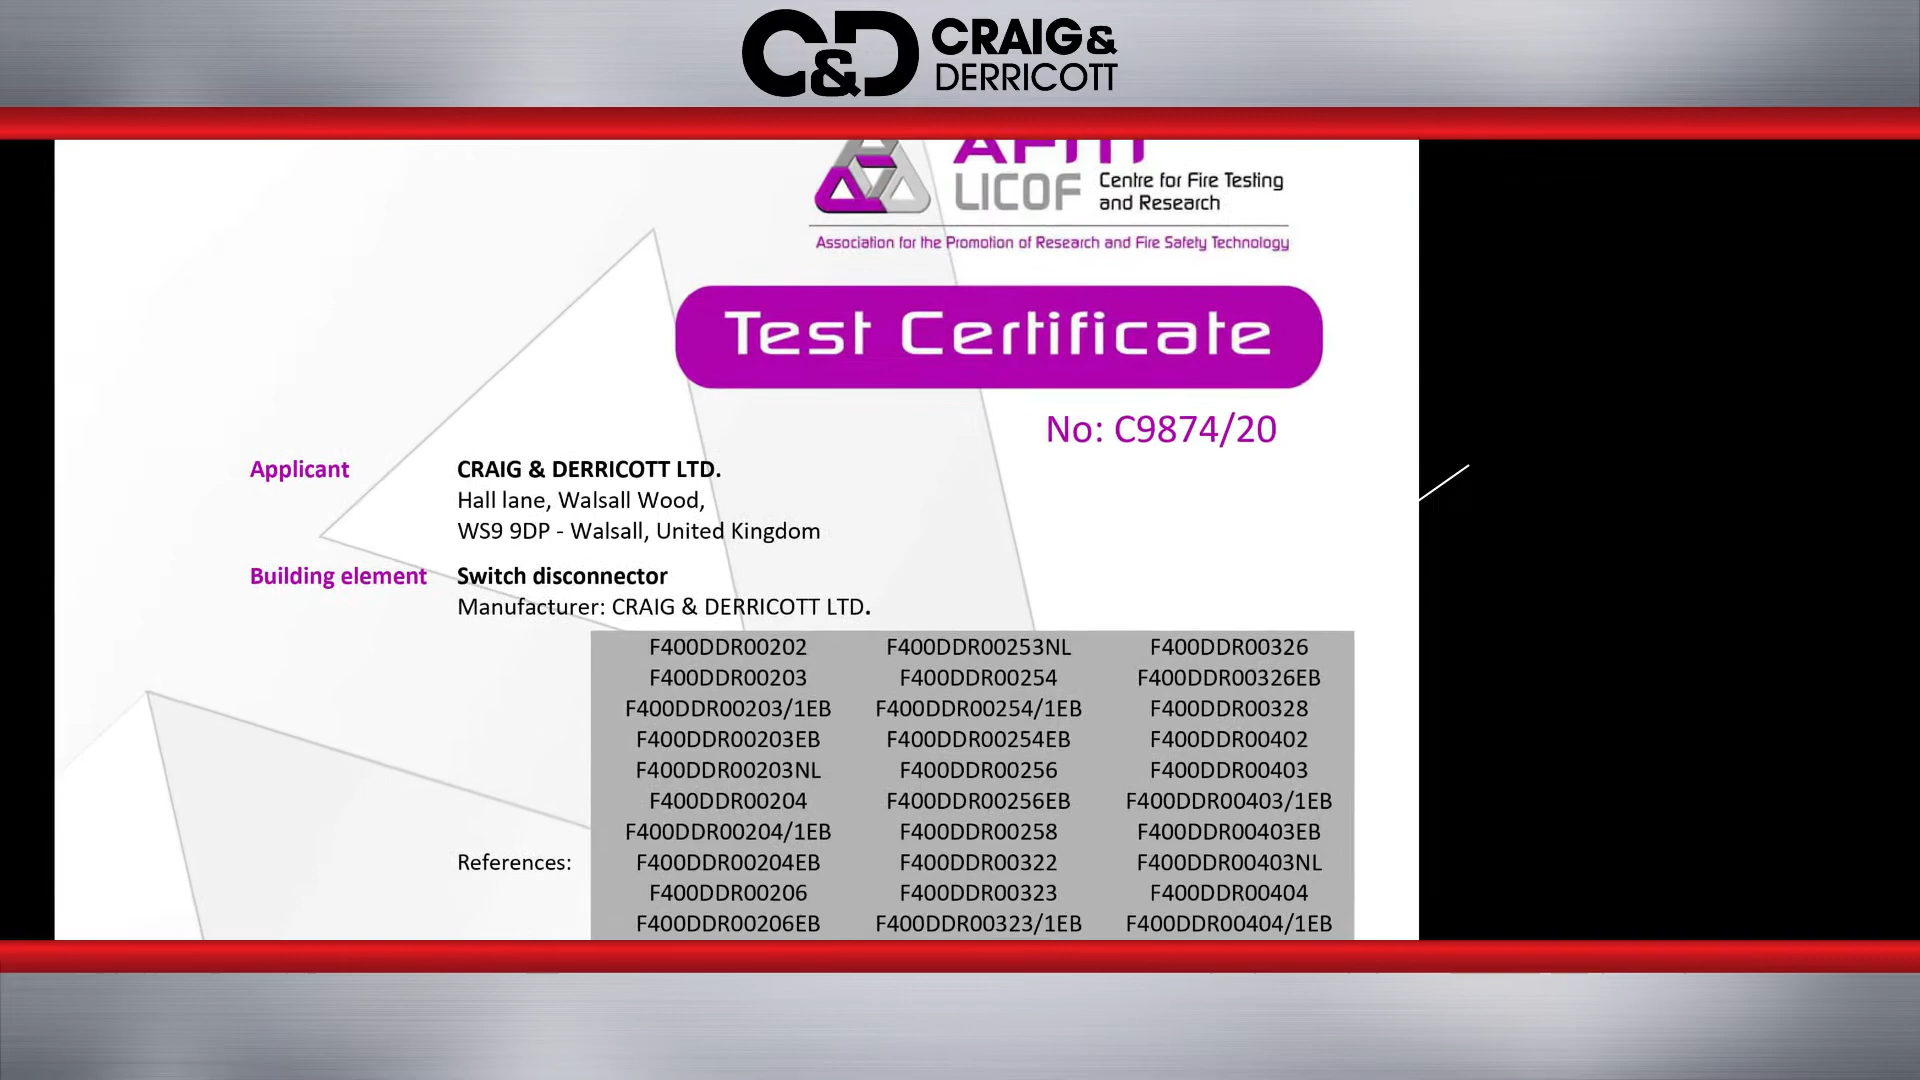 C&D CRAIG&
DERRICOTT
LICOF Centre for Fire Testing
and Research
Association for the Promotion of Research and Fire Safety Technology
Test Certificate
No: C9874/20
Applicant CRAIG & DERRICOTT LTD.
Hall lane, Walsall Wood,
WS9 9DP - Walsall, United Kingdom
Building element Switch disconnector
Manufacturer: CRAIG & DERRICOTT LTD.
F400DDR00202 F400DDR00253NL F400DDR00326
F400DDR00203 F400DDR00254 F400DDR00326EB
F400DDR00203/1EB F400DDR00254/1EB F400DDR00328
F400DDR00203EB F400DDR00254EB F400DDR00402
F400DDR00203NL F400DDR00256 F400DDR00403
F400DDR00204 F400DDR00256EB F400DDR00403/1EB
F400DDR00204/1EB F400DDR00258 F400DDR00403EB
References: F400DDR00204EB F400DDR00322 F400DDR00403NL
F400DDR00206 F400DDR00323 F400DDR00404
F400DDR00206EB F400DDR00323/1EB F400DDR00404/1EB